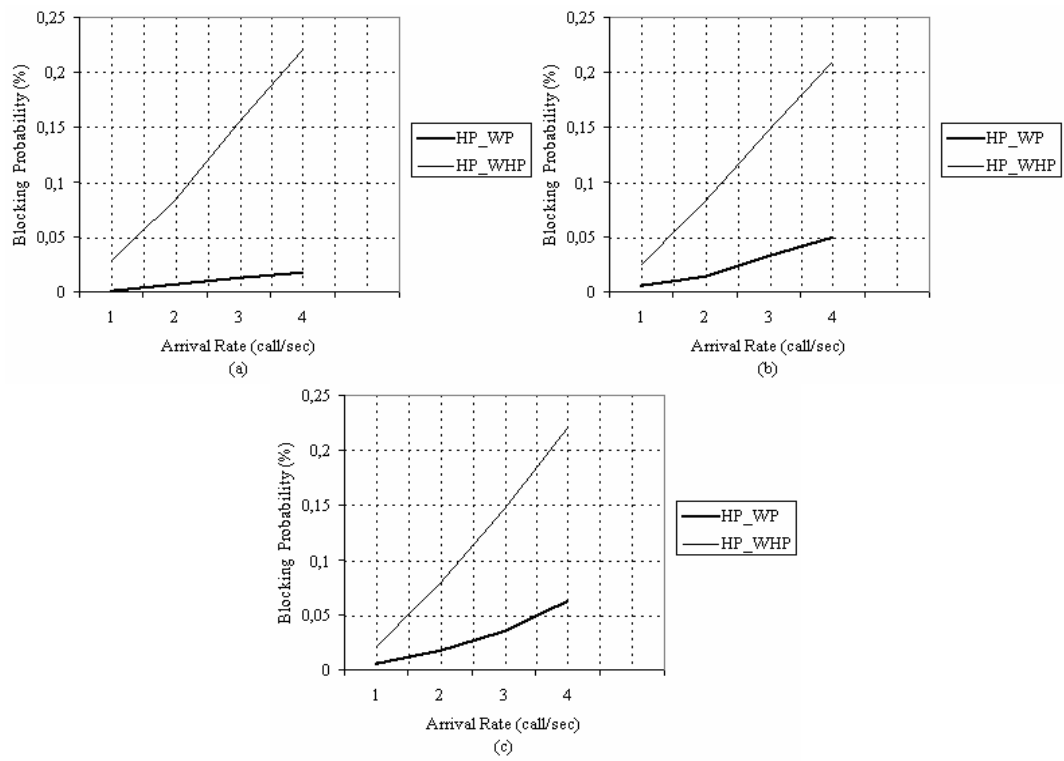 0,25
0,2
0,15
0,1
0,05
0
Blocking Probability (%)
1 2 3 4
Arrival Rate (call/sec)
(a)
HP_WP
HP_WHP
0,25
0,2
0,15
0,1
0,05
0
Blocking Probability (%)
1 2 3 4
Arrival Rate (call/sec)
(b)
HP_WP
HP_WHP
0,25
0,2
0,15
0,1
0,05
0
Blocking Probability (%)
1 2 3 4
Arrival Rate (call/sec)
(c)
HP_WP
HP_WHP